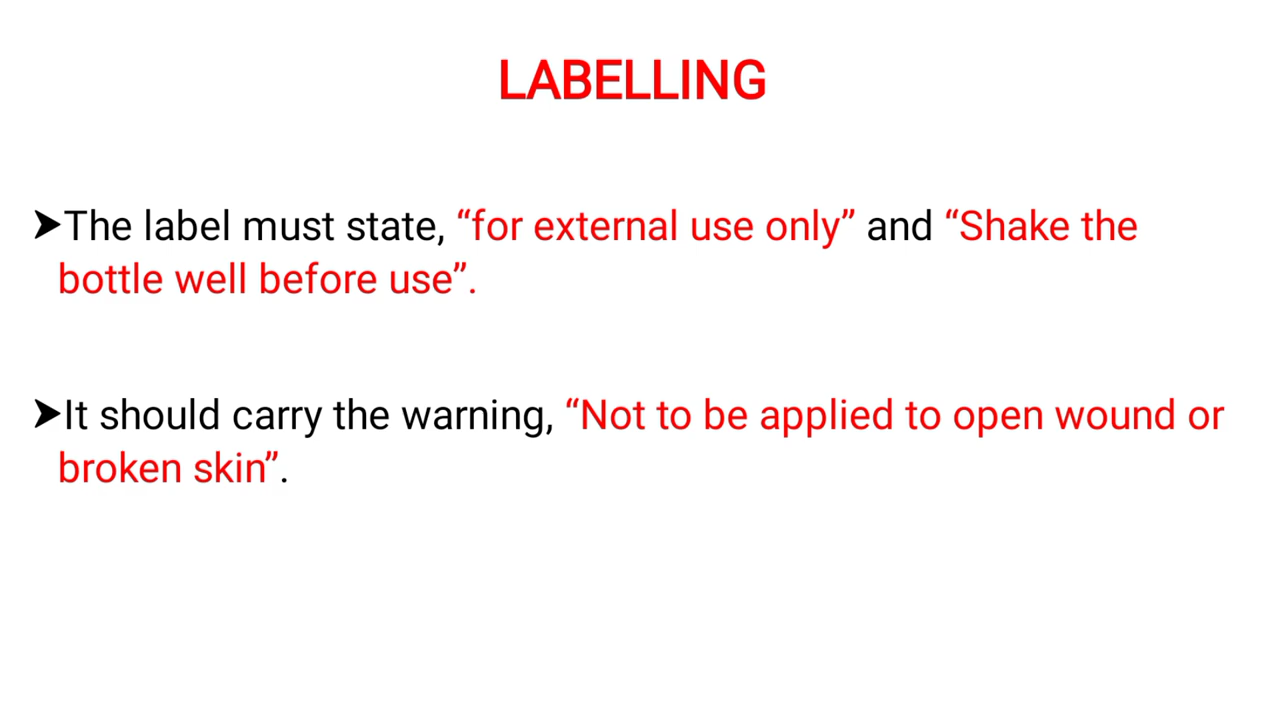 LABELLING
➤The label must state, “for external use only” and “Shake the
bottle well before use”.
➤It should carry the warning, “Not to be applied to open wound or
broken skin”.